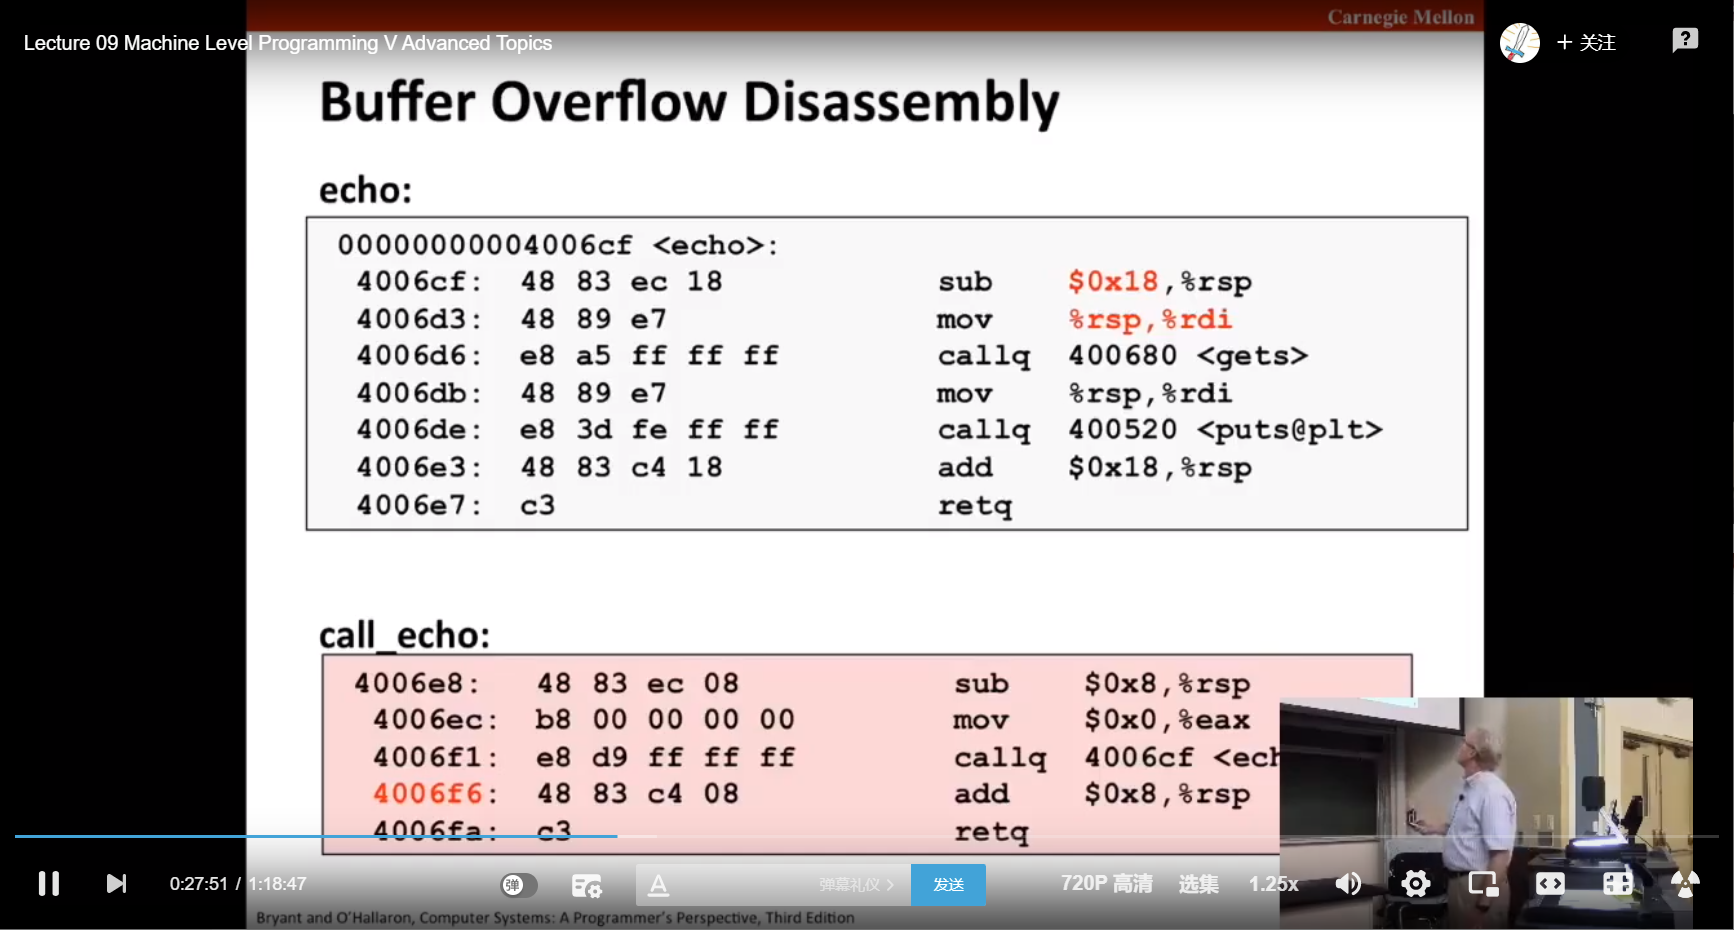 Carnegie Mellon
Lecture 09 Machine Level Programming V Advanced Topics
+ 关注
Buffer Overflow Disassembly
echo:
00000000004006cf <echo>:
4006cf: 48 83 ec 18 sub $0x18,%rsp
4006d3: 48 89 e7 mov %rsp,%rdi
4006d6: e8 a5 ff ff ff callq 400680 <gets>
4006db: 48 89 e7 mov %rsp,%rdi
4006de: e8 3d fe ff ff callq 400520 <puts@plt>
4006e3: 48 83 c4 18 add $0x18,%rsp
4006e7: c3 retq
call_echo:
4006e8: 48 83 ec 08 sub $0x8,%rsp
4006ec: b8 00 00 00 00 mov $0x0,%eax
4006f1: e8 d9 ff ff ff callq 4006cf <ech
4006f6: 48 83 c4 08 add $0x8,%rsp
4006fa: c3 retq
0:27:51 / 1:18:47
弹
A
弹幕礼仪 >
发送
720P 高清
选集
1.25x
Bryant and O'Hallaron, Computer Systems: A Programmer's Perspective, Third Edition